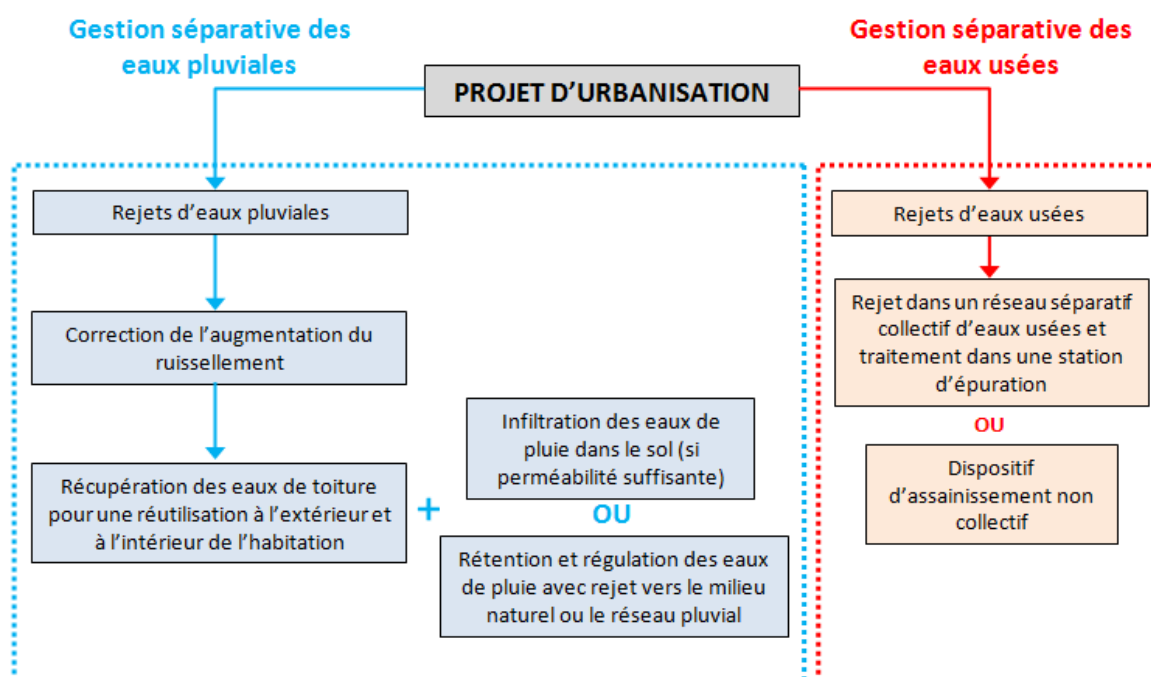 Gestion séparative des
eaux pluviales
Gestion séparative des
eaux usées
PROJET D'URBANISATION
Rejets d'eaux pluviales
Correction de l'augmentation du
ruissellement
Récupération des eaux de toiture
pour une réutilisation à l'extérieur et
à l'intérieur de l'habitation
+
Infiltration des eaux de
pluie dans le sol (si
perméabilité suffisante)
OU
Rétention et régulation des eaux
de pluie avec rejet vers le milieu
naturel ou le réseau pluvial
Rejets d'eaux usées
Rejet dans un réseau séparatif
collectif d'eaux usées et
traitement dans une station
d'épuration
OU
Dispositif
d'assainissement non
collectif